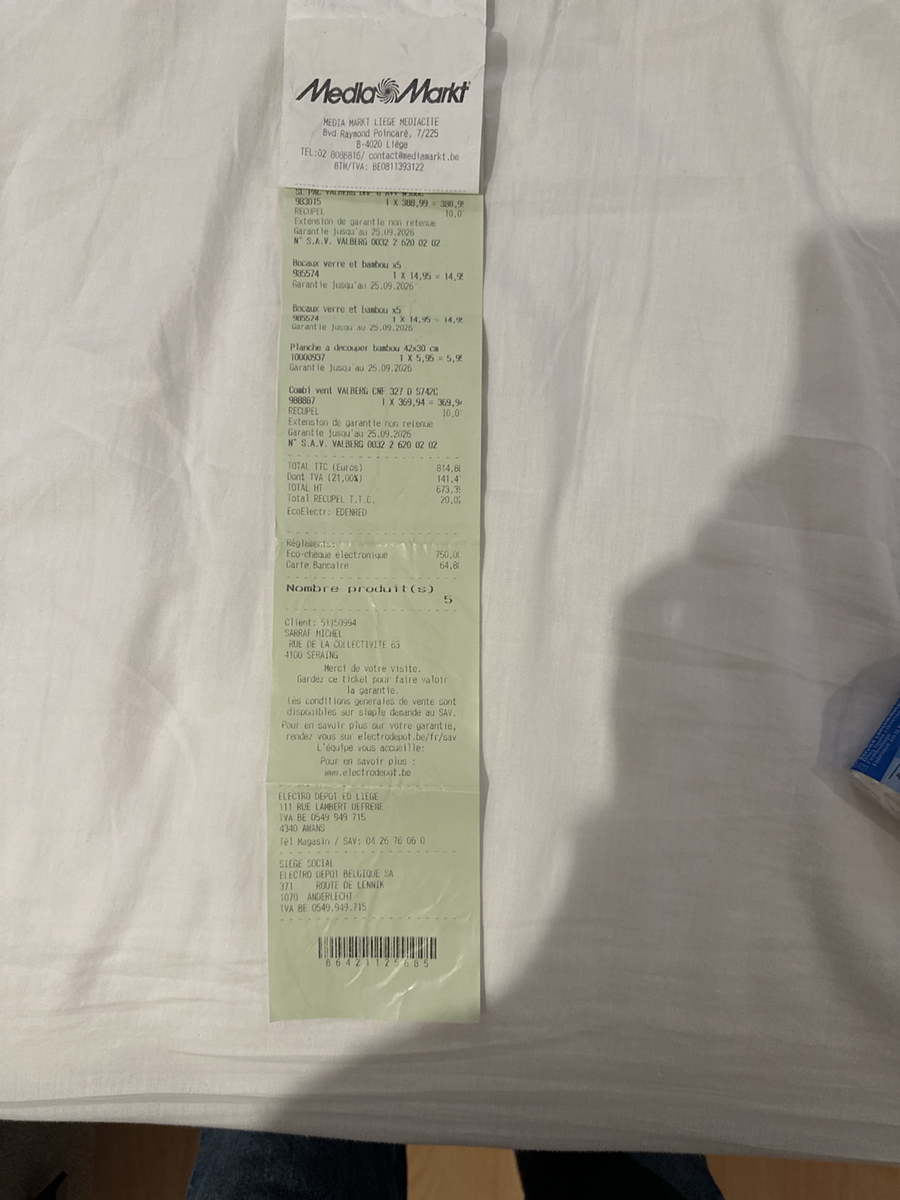 Media Markt
MEDIA MARKT LIEGE MEDIACITE
Bvd Raymond Poincaré, 7/225
B-4020 Liège
TEL:02 8086816/ contact@mediamarkt.be
BTW/TVA: BE0811393122
983015 1 X 388,99 = 388,9
RECUPEL 10,0
Extension de garantie non retenue
Garantie jusqu'au 25.09.2026
N° S.A.V. VALBERG 0032 2 620 02 02
Bocaux verre et bambou x5
985574 1 X 14,95 = 14,9
Garantie jusqu'au 25.09.2026
Bocaux verre et bambou x5
985574 1 X 14,95 = 14,9
Garantie jusqu'au 25.09.2026
Planche a decouper bambou 42x30 cm
10000937 1 X 5,95 = 5,9
Garantie jusqu'au 25.09.2026
Combi vent VALBERG CNF 327 D S742C
988887 1 X 369,94 = 369,9
RECUPEL 10,0
Extension de garantie non retenue
Garantie jusqu'au 25.09.2026
N° S.A.V. VALBERG 0032 2 620 02 02
TOTAL TTC (Euros) 814,8
Dont TVA (21,00%) 141,4
TOTAL HT 673,3
Total RECUPEL T.T.C. 20,0
EcoElectr: EDENRED
Règlements:
Eco-chèque électronique 750,0
Carte Bancaire 64,8
Nombre produit(s)
5
Client: 51150994
SARRAF MICHEL
RUE DE LA COLLECTIVITE 63
4100 SERAING
Merci de votre visite.
Gardez ce ticket pour faire valoir
la garantie.
Les conditions generales de vente sont
disponibles sur simple demande au SAV.
Pour en savoir plus sur votre garantie,
rendez vous sur electrodepot.be/fr/sav
L'équipe vous accueille:
Pour en savoir plus :
www.electrodepot.be
ELECTRO DEPOT ED LIEGE
111 RUE LAMBERT DEFRENE
TVA BE 0549 949 715
4340 AWANS
Tél Magasin / SAV: 04 26 76 06 0
SIEGE SOCIAL
ELECTRO DEPOT BELGIQUE SA
371 ROUTE DE LENNIK
1070 ANDERLECHT
TVA BE 0549.949.715